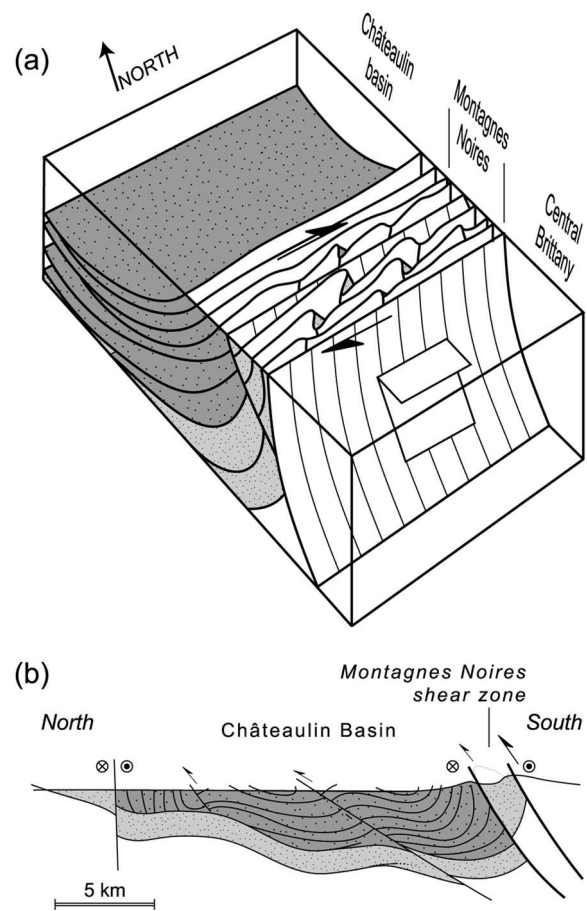 (a)
NORTH
Châteaulin
basin
Montagnes
Noires
Central
Brittany
(b)
Montagnes Noires
shear zone
North
Châteaulin Basin
South
5 km